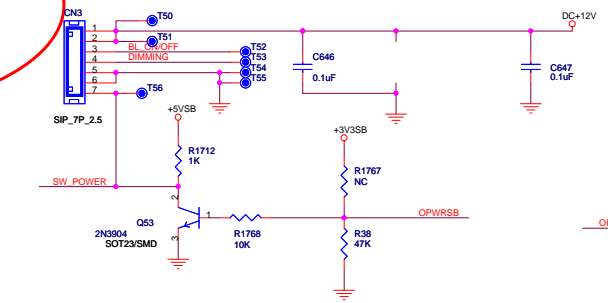 CN3
T50
DC+12V
1
2
T51
BL_ON/OFF
3
T52
DIMMING
4
T53
5
T54
6
T55
7
T56
C646
0.1uF
C647
0.1uF
SIP_7P_2.5
+5VSB
+3V3SB
R1712
1K
R1767
NC
SW_POWER
2
OPWRSB
1
Q53
2N3904
SOT23/SMD
3
R1768
10K
R38
47K